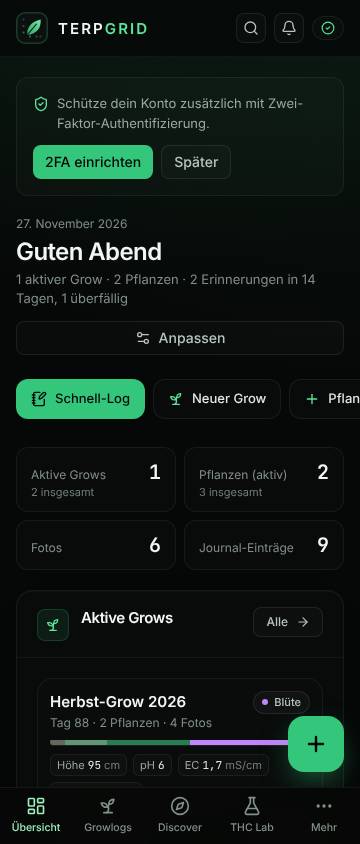 TERPGRID
Schütze dein Konto zusätzlich mit Zwei-
Faktor-Authentifizierung.
2FA einrichten
Später
27. November 2026
Guten Abend
1 aktiver Grow · 2 Pflanzen · 2 Erinnerungen in 14
Tagen, 1 überfällig
Anpassen
Schnell-Log
Neuer Grow
Pflan
Aktive Grows
1
2 insgesamt
Pflanzen (aktiv)
2
3 insgesamt
Fotos
6
Journal-Einträge
9
Aktive Grows
Alle
Herbst-Grow 2026
Blüte
Tag 88 · 2 Pflanzen · 4 Fotos
Höhe 95 cm
pH 6
EC 1,7 mS/cm
Übersicht
Growlogs
Discover
THC Lab
Mehr